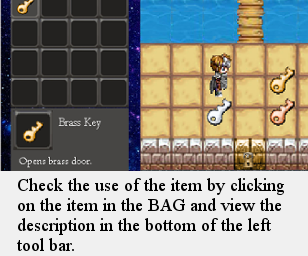 Brass Key
Opens brass door.
Check the use of the item by clicking
on the item in the BAG and view the
description in the bottom of the left
tool bar.